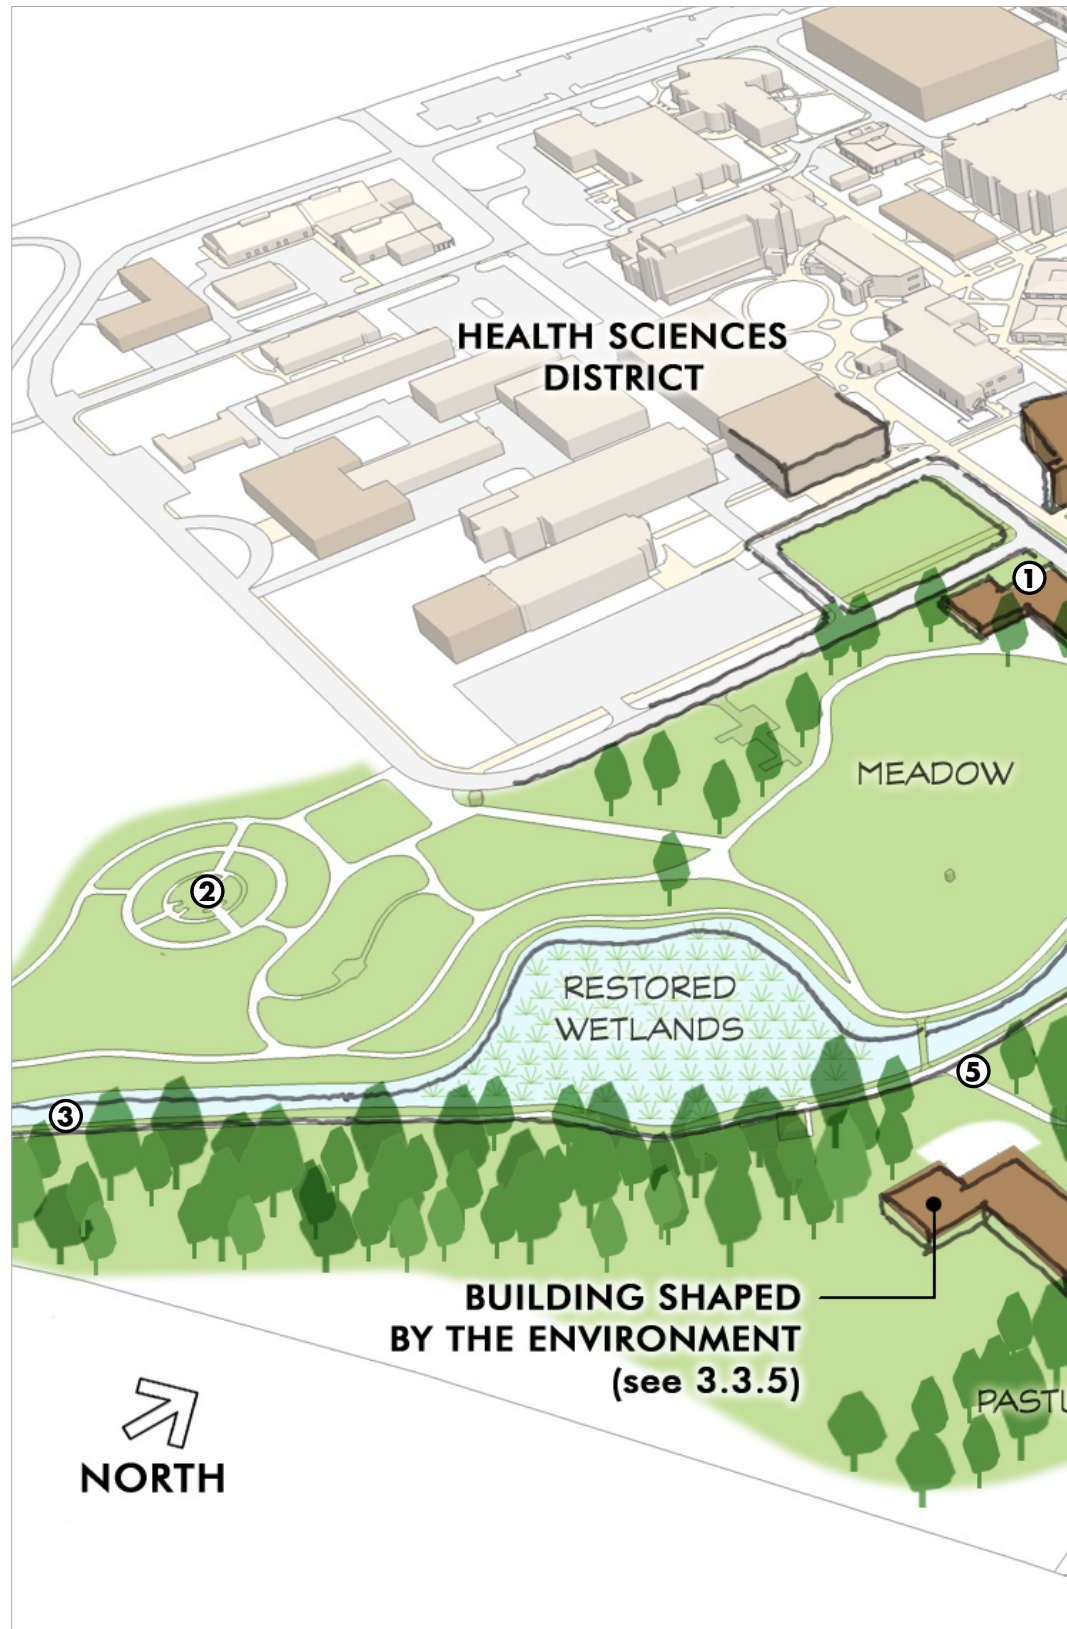 HEALTH SCIENCES
DISTRICT
1
MEADOW
2
RESTORED
WETLANDS
5
3
BUILDING SHAPED
BY THE ENVIRONMENT
(see 3.3.5)
PASTU
NORTH